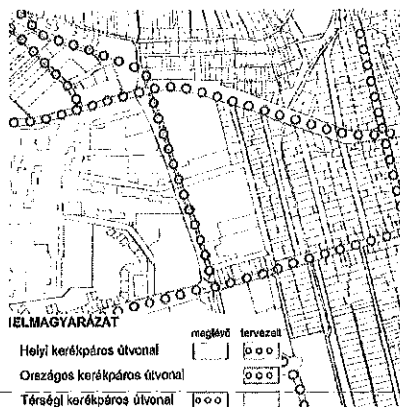 JELMAGYARÁZAT
meglévő tervezett
Helyi kerékpáros útvonal
Országos kerékpáros útvonal
Térségi kerékpáros útvonal